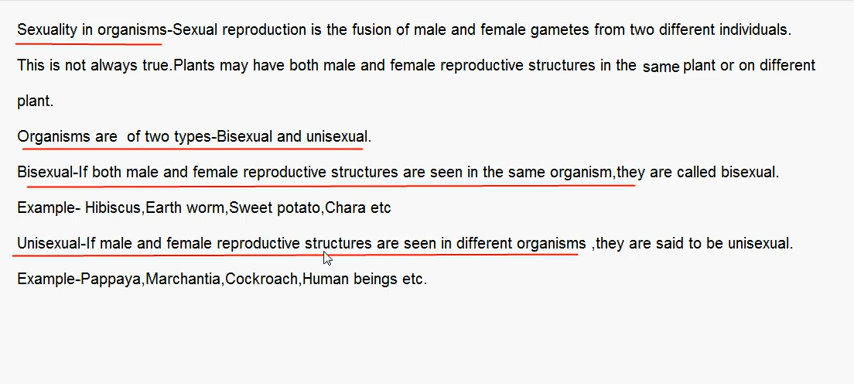 Sexuality in organisms-Sexual reproduction is the fusion of male and female gametes from two different individuals.
This is not always true.Plants may have both male and female reproductive structures in the same plant or on different
plant.
Organisms are of two types-Bisexual and unisexual.
Bisexual-If both male and female reproductive structures are seen in the same organism,they are called bisexual.
Example- Hibiscus,Earth worm,Sweet potato,Chara etc
Unisexual-If male and female reproductive structures are seen in different organisms ,they are said to be unisexual.
Example-Pappaya,Marchantia,Cockroach,Human beings etc.